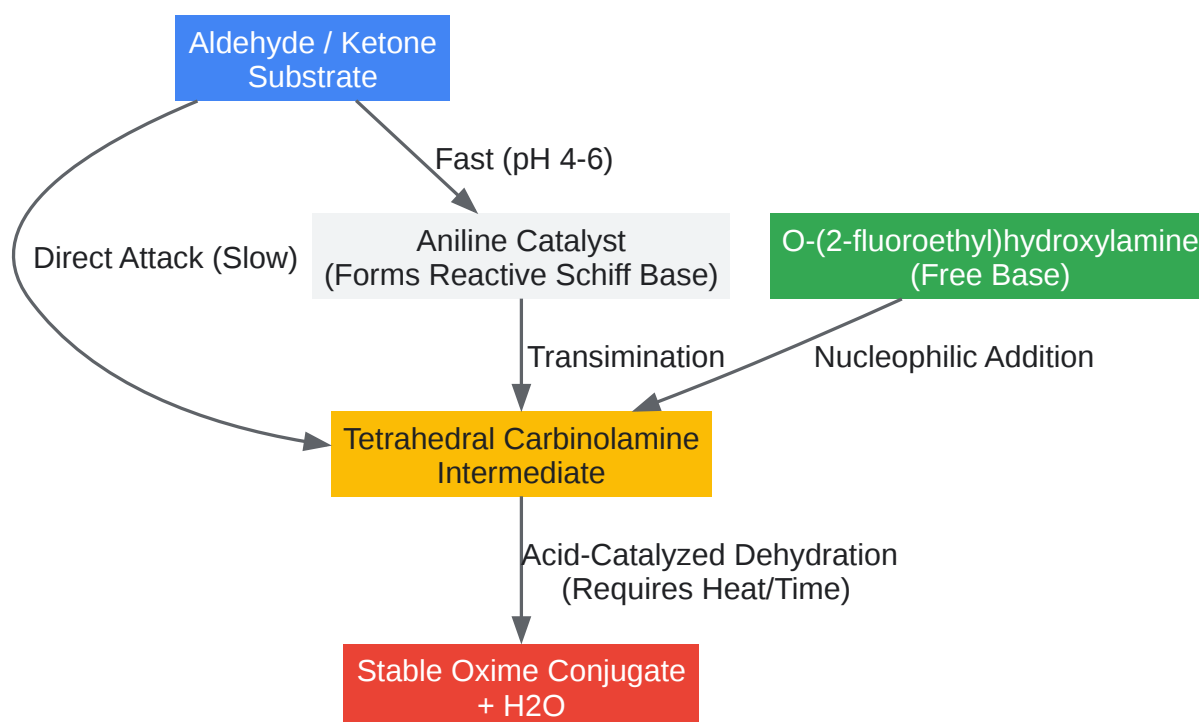 Aldehyde / Ketone
Substrate
Fast (pH 4-6)
Direct Attack (Slow)
Aniline Catalyst
(Forms Reactive Schiff Base)
O-(2-fluoroethyl)hydroxylamine
(Free Base)
Transimination
Nucleophilic Addition
Tetrahedral Carbinolamine
Intermediate
Acid-Catalyzed Dehydration
(Requires Heat/Time)
Stable Oxime Conjugate
+ H2O